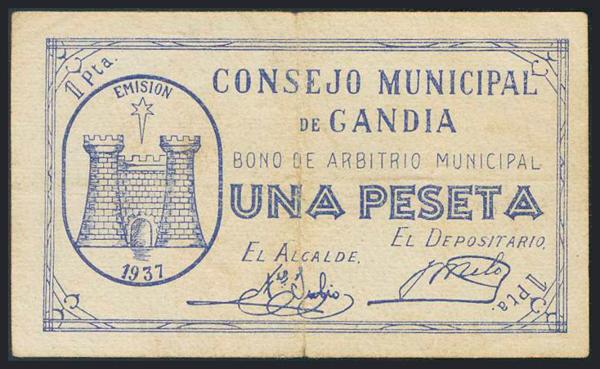 1 Pta.
EMISION
1937
CONSEJO MUNICIPAL
DE GANDIA
BONO DE ARBITRIO MUNICIPAL
UNA PESETA
EL ALCALDE,
EL DEPOSITARIO,
1 Pta.